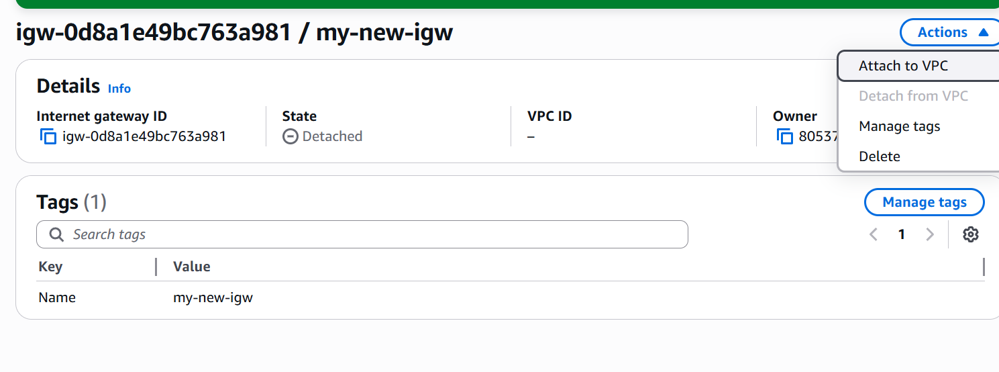 igw-0d8a1e49bc763a981 / my-new-igw
Actions
Attach to VPC
Detach from VPC
Manage tags
Delete
Details Info
Internet gateway ID
igw-0d8a1e49bc763a981
State
Detached
VPC ID
–
Owner
80537
Tags (1)
Manage tags
Search tags
1
Key Value
Name my-new-igw